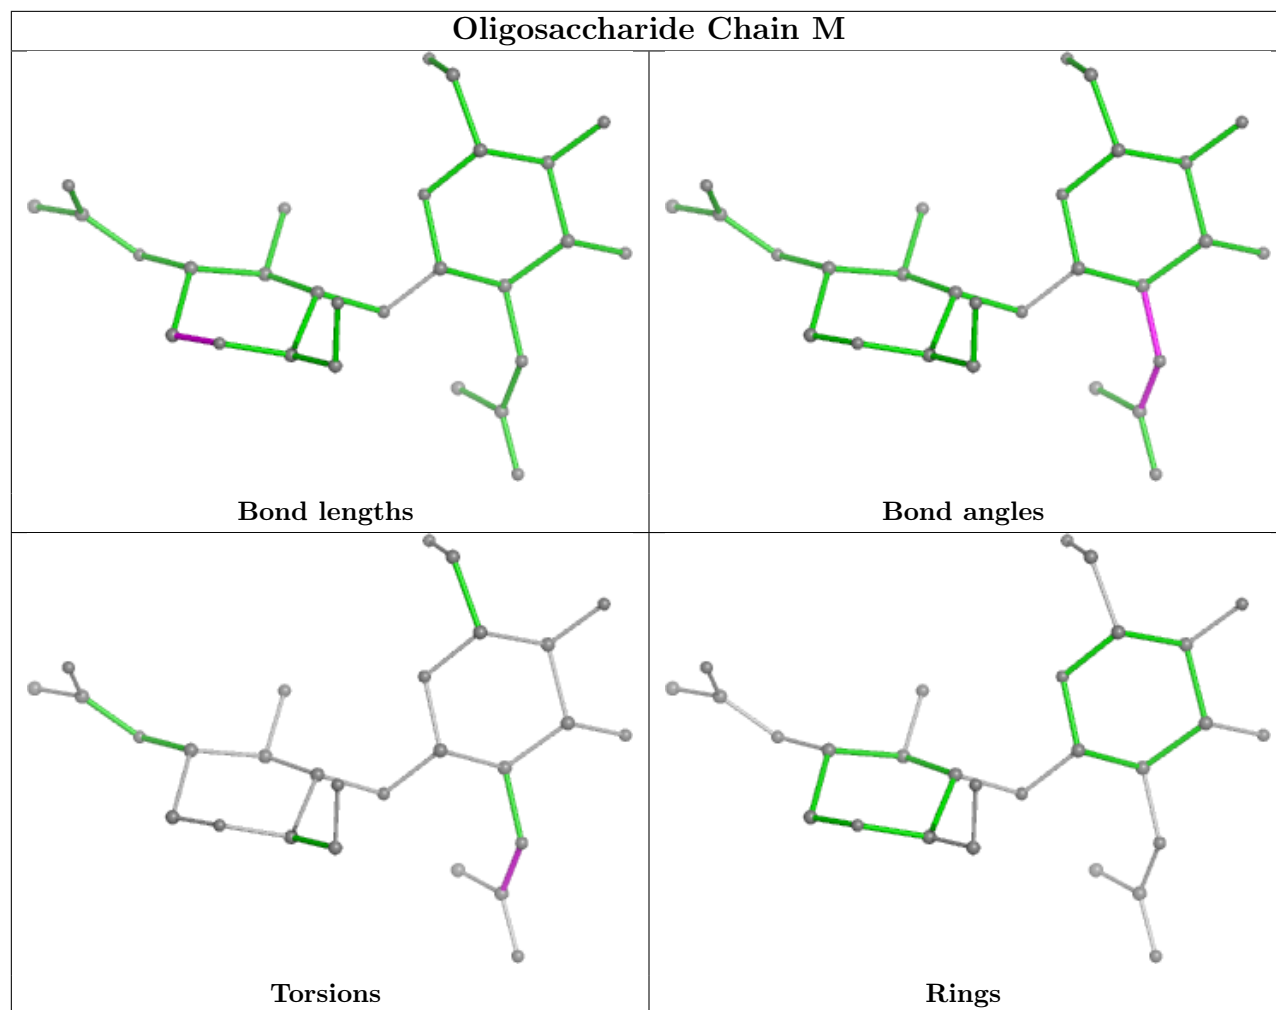 Oligosaccharide Chain M
Bond lengths
Bond angles
Torsions
Rings